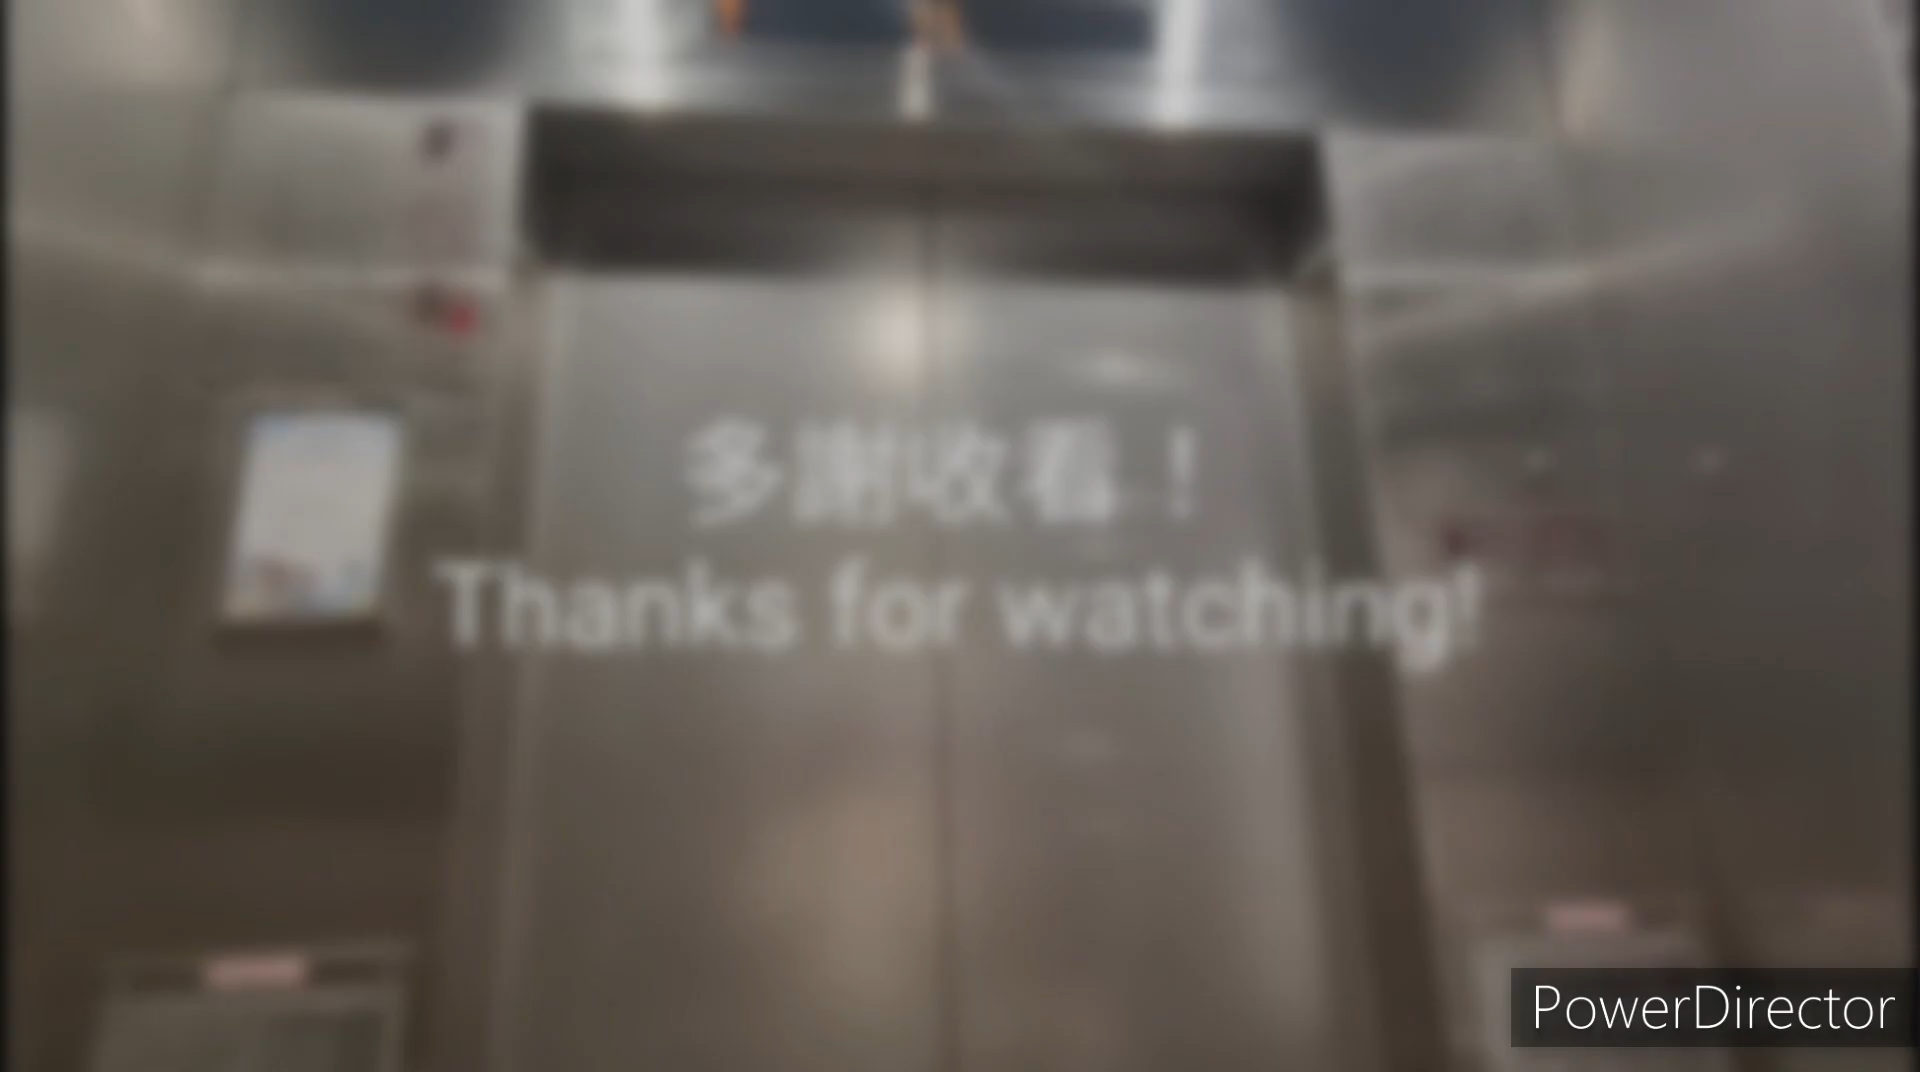 多謝收看！
Thanks for watching!
PowerDirector